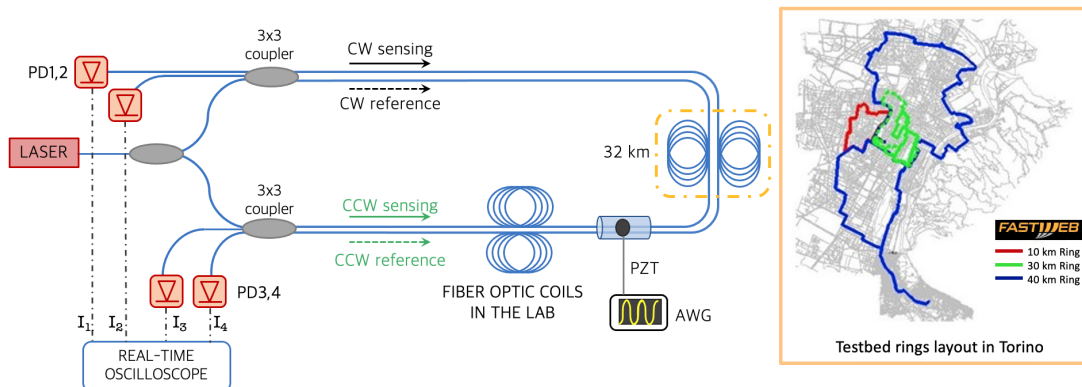 3x3
coupler
CW sensing
CW reference
PD1,2
LASER
32 km
3x3
coupler
CCW sensing
CCW reference
PZT
AWG
FIBER OPTIC COILS
IN THE LAB
PD3,4
I1
I2
I3
I4
REAL-TIME
OSCILLOSCOPE
FASTWEB
10 km Ring
30 km Ring
40 km Ring
Testbed rings layout in Torino